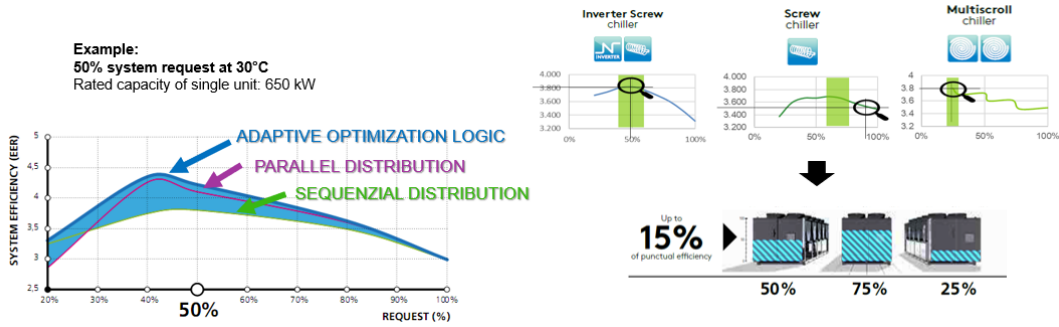 Example:
50% system request at 30°C
Rated capacity of single unit: 650 kW
SYSTEM EFFICIENCY (EER)
5
4,5
4
3,5
3
2,5
ADAPTIVE OPTIMIZATION LOGIC
PARALLEL DISTRIBUTION
SEQUENZIAL DISTRIBUTION
20% 30% 40% 50% 60% 70% 80% 90% 100%
REQUEST (%)
Inverter Screw
chiller
INVERTER
4.000
3.800
3.600
3.400
3.200
0% 50% 100%
Screw
chiller
4.000
3.800
3.600
3.400
3.200
0% 50% 100%
Multiscroll
chiller
4
3.8
3.6
3.4
3.2
0% 50% 100%
Up to
15%
of punctual efficiency
50% 75% 25%